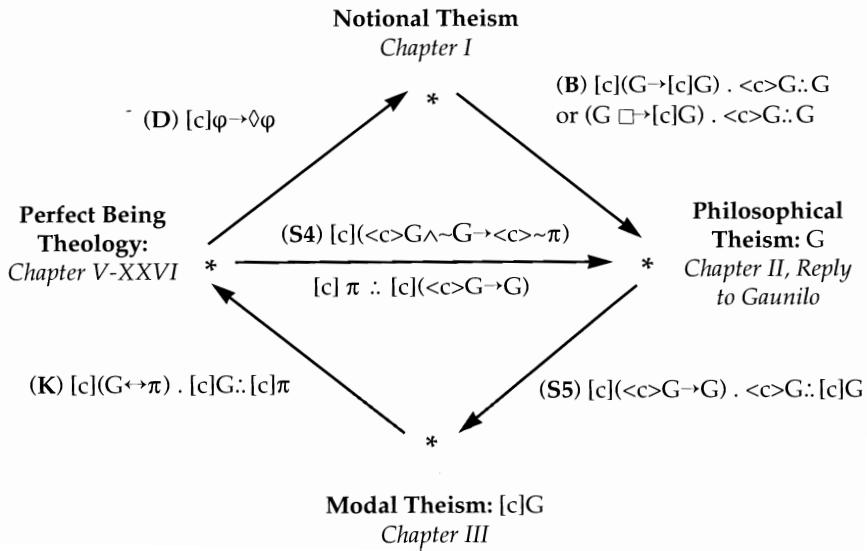 Notional Theism
Chapter I
*
(B) [c](G→[c]G) . <c>G∴G
or (G □→[c]G) . <c>G∴G
(D) [c]φ→◊φ
Perfect Being
Theology:
Chapter V-XXVI
*
(S4) [c](<c>G∧~G→<c>~π)
[c] π ∴ [c](<c>G→G)
*
Philosophical
Theism: G
Chapter II, Reply
to Gaunilo
(K) [c](G↔π) . [c]G∴[c]π
(S5) [c](<c>G→G) . <c>G∴[c]G
*
Modal Theism: [c]G
Chapter III